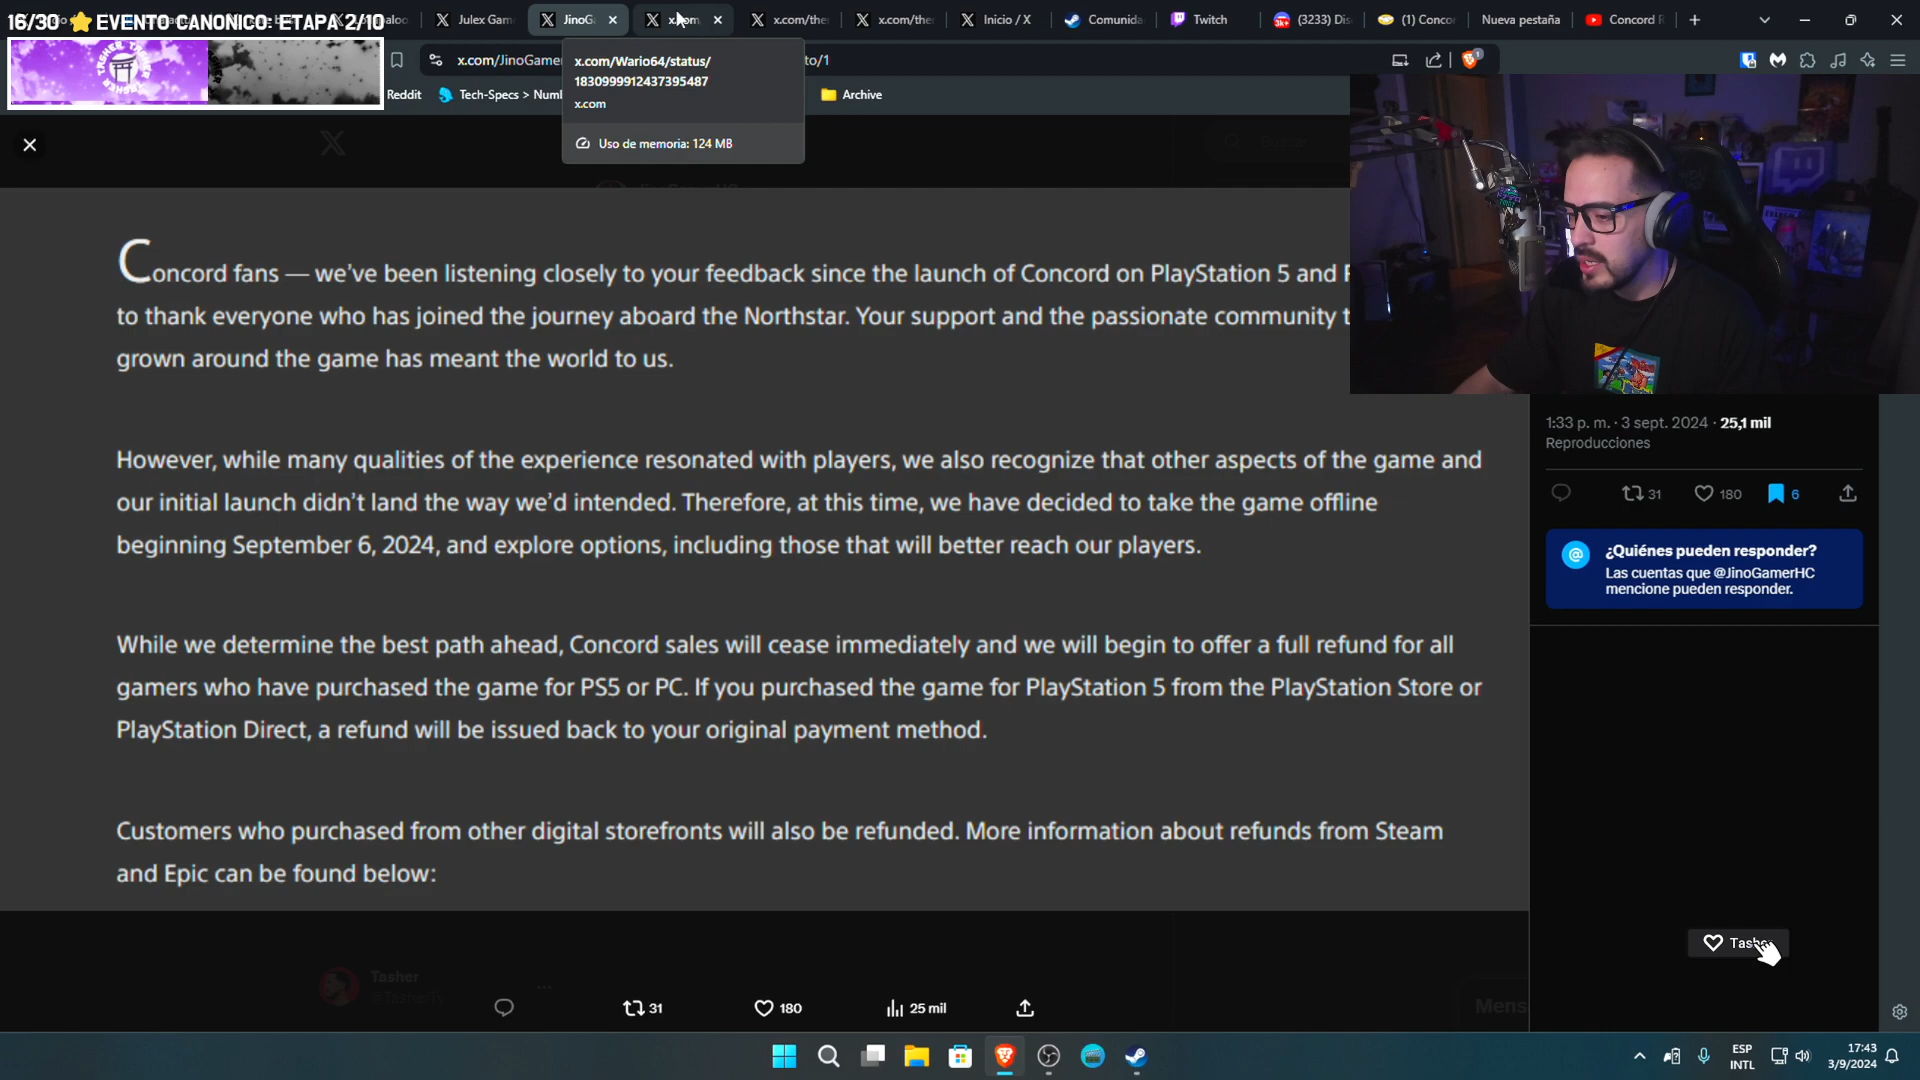 16/30 ⭐ EVENTO CANONICO: ETAPA 2/10
Julex Gam
JinoG
x.com
x.com/the
x.com/the
Inicio / X
Comunida
Twitch
(3233) Dis
(1) Conco
Nueva pestaña
Concord
x.com/JinoGame
to/1
x.com/Wario64/status/
1830999912437395487
x.com
Uso de memoria: 124 MB
Reddit
Tech-Specs > Numl
Archive
Concord fans — we've been listening closely to your feedback since the launch of Concord on PlayStation 5 and
to thank everyone who has joined the journey aboard the Northstar. Your support and the passionate community
grown around the game has meant the world to us.
However, while many qualities of the experience resonated with players, we also recognize that other aspects of the game and
our initial launch didn't land the way we'd intended. Therefore, at this time, we have decided to take the game offline
beginning September 6, 2024, and explore options, including those that will better reach our players.
While we determine the best path ahead, Concord sales will cease immediately and we will begin to offer a full refund for all
gamers who have purchased the game for PS5 or PC. If you purchased the game for PlayStation 5 from the PlayStation Store or
PlayStation Direct, a refund will be issued back to your original payment method.
Customers who purchased from other digital storefronts will also be refunded. More information about refunds from Steam
and Epic can be found below:
1:33 p. m. · 3 sept. 2024 · 25,1 mil
Reproducciones
31
180
6
¿Quiénes pueden responder?
Las cuentas que @JinoGamerHC
mencione pueden responder.
Tasher
Tasher
31
180
25 mil
Mens
ESP
INTL
17:43
3/9/2024